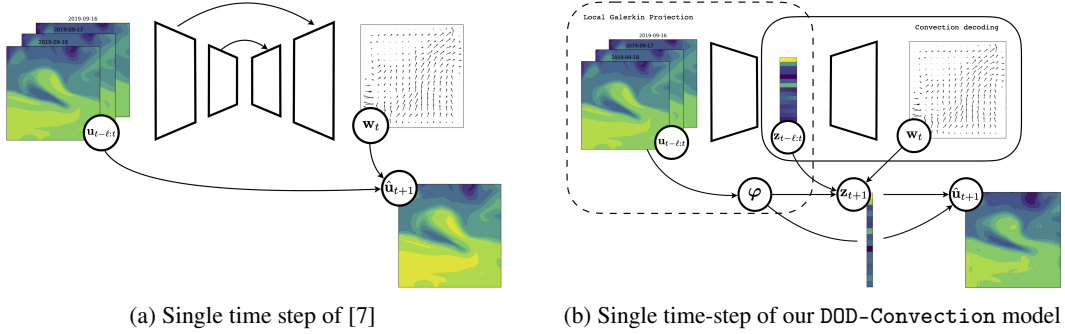 2019-09-16
2019-09-17
2019-09-18
u_{t-ℓ:t}
w_t
û_{t+1}
(a) Single time step of [7]
Local Galerkin Projection
2019-09-16
2019-09-17
2019-09-18
u_{t-ℓ:t}
z_{t-ℓ:t}
Convection decoding
w_t
φ
z_{t+1}
û_{t+1}
(b) Single time-step of our DOD-Convection model